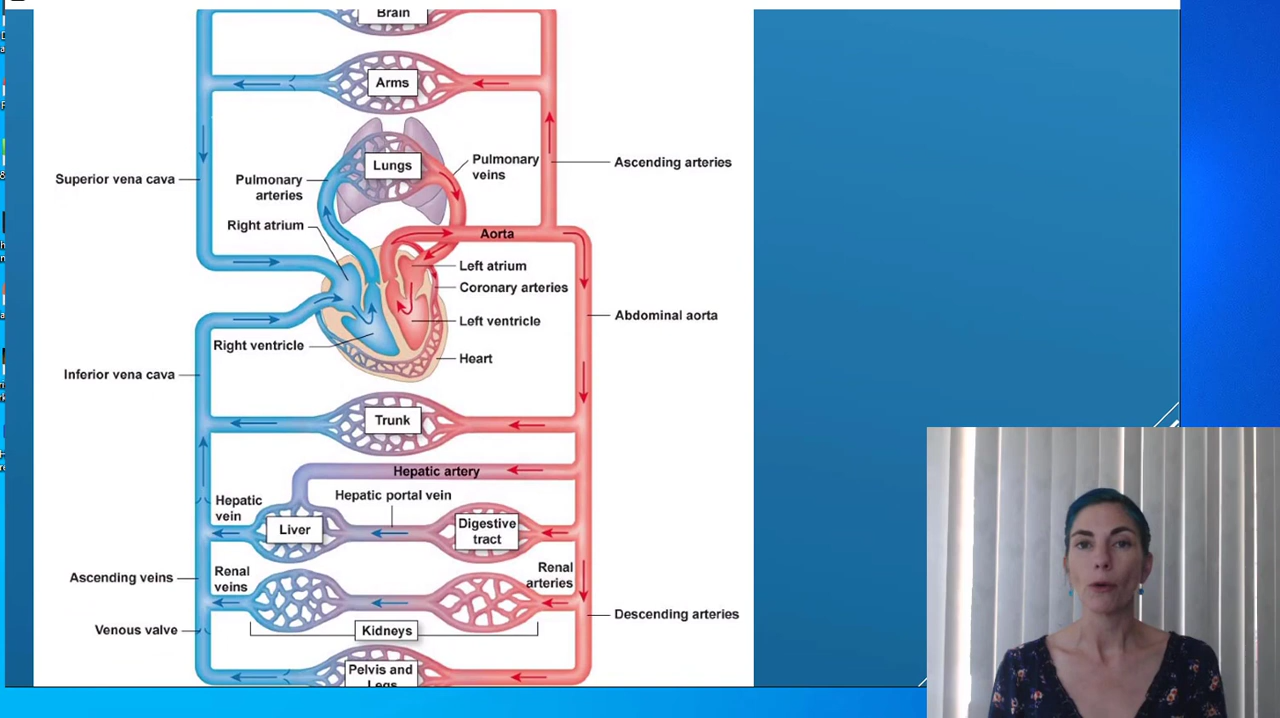 Brain
Arms
Lungs
Pulmonary
veins
Ascending arteries
Superior vena cava
Pulmonary
arteries
Right atrium
Aorta
Left atrium
Coronary arteries
Abdominal aorta
Left ventricle
Right ventricle
Heart
Inferior vena cava
Trunk
Hepatic artery
Hepatic portal vein
Hepatic
vein
Liver
Digestive
tract
Ascending veins
Renal
veins
Renal
arteries
Descending arteries
Venous valve
Kidneys
Pelvis and
Legs